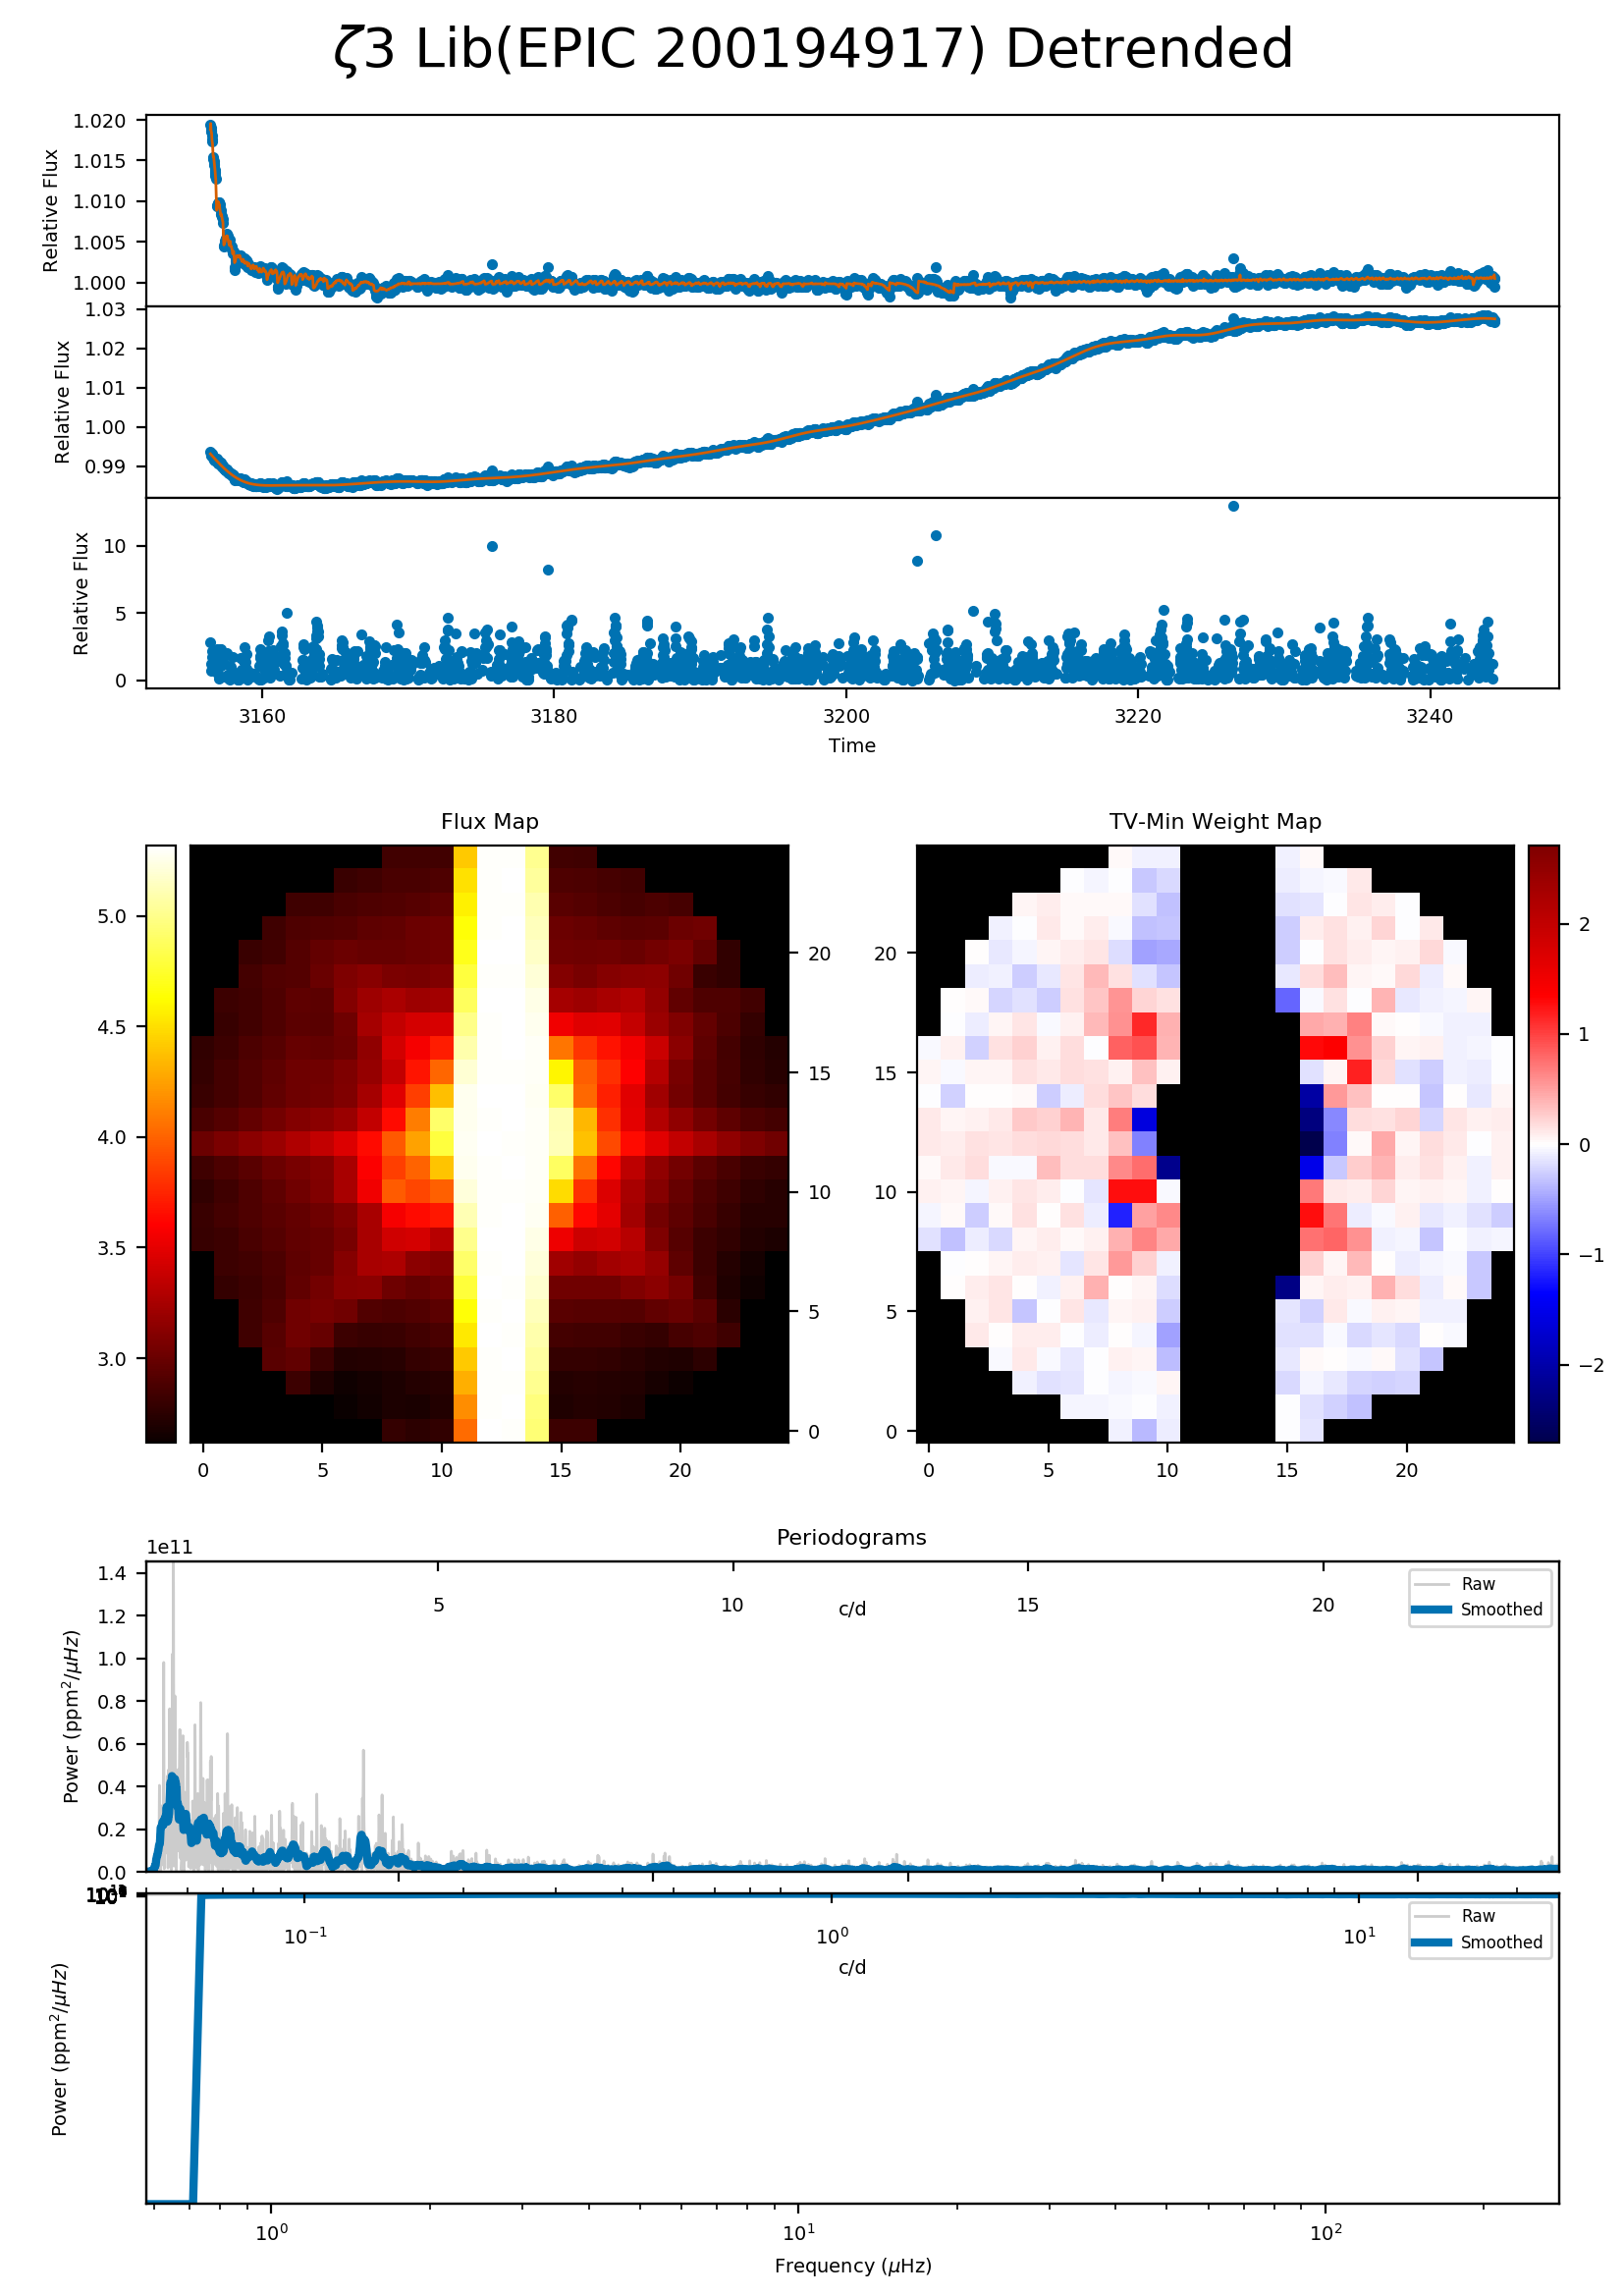 ζ3 Lib(EPIC 200194917) Detrended
1.020
1.015
1.010
1.005
1.000
Relative Flux
1.03
1.02
1.01
1.00
0.99
Relative Flux
10
5
0
Relative Flux
3160 3180 3200 3220 3240
Time
Flux Map
5.0
4.5
4.0
3.5
3.0
20
15
10
5
0
0 5 10 15 20
TV-Min Weight Map
20
15
10
5
0
0 5 10 15 20
2
1
0
−1
−2
Periodograms
1e11
1.4
1.2
1.0
0.8
0.6
0.4
0.2
0.0
Power (ppm²/μHz)
5 10 15 20
c/d
Raw
Smoothed
10⁻¹ 10⁰ 10¹
c/d
Raw
Smoothed
Power (ppm²/μHz)
10⁰ 10¹ 10²
Frequency (μHz)